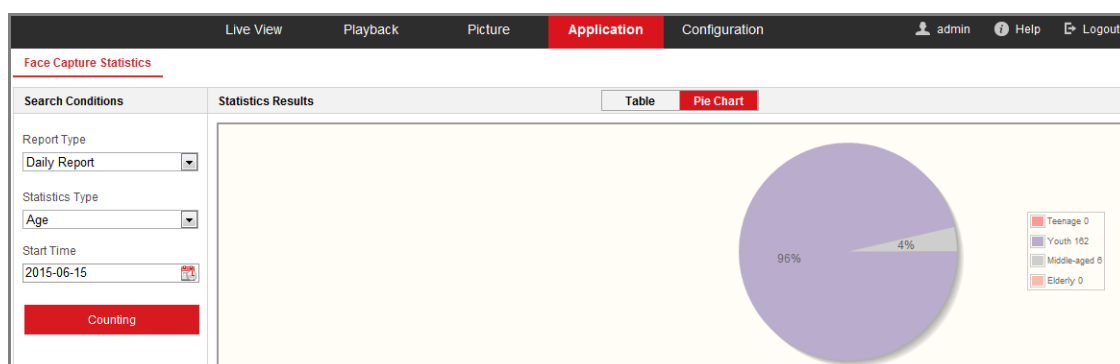 Live View Playback Picture Application Configuration admin Help Logout
Face Capture Statistics
Search Conditions
Statistics Results
Table Pie Chart
Report Type
Daily Report
Statistics Type
Age
Start Time
2015-06-15
Counting
96%
4%
Teenage 0
Youth 162
Middle-aged 6
Elderly 0